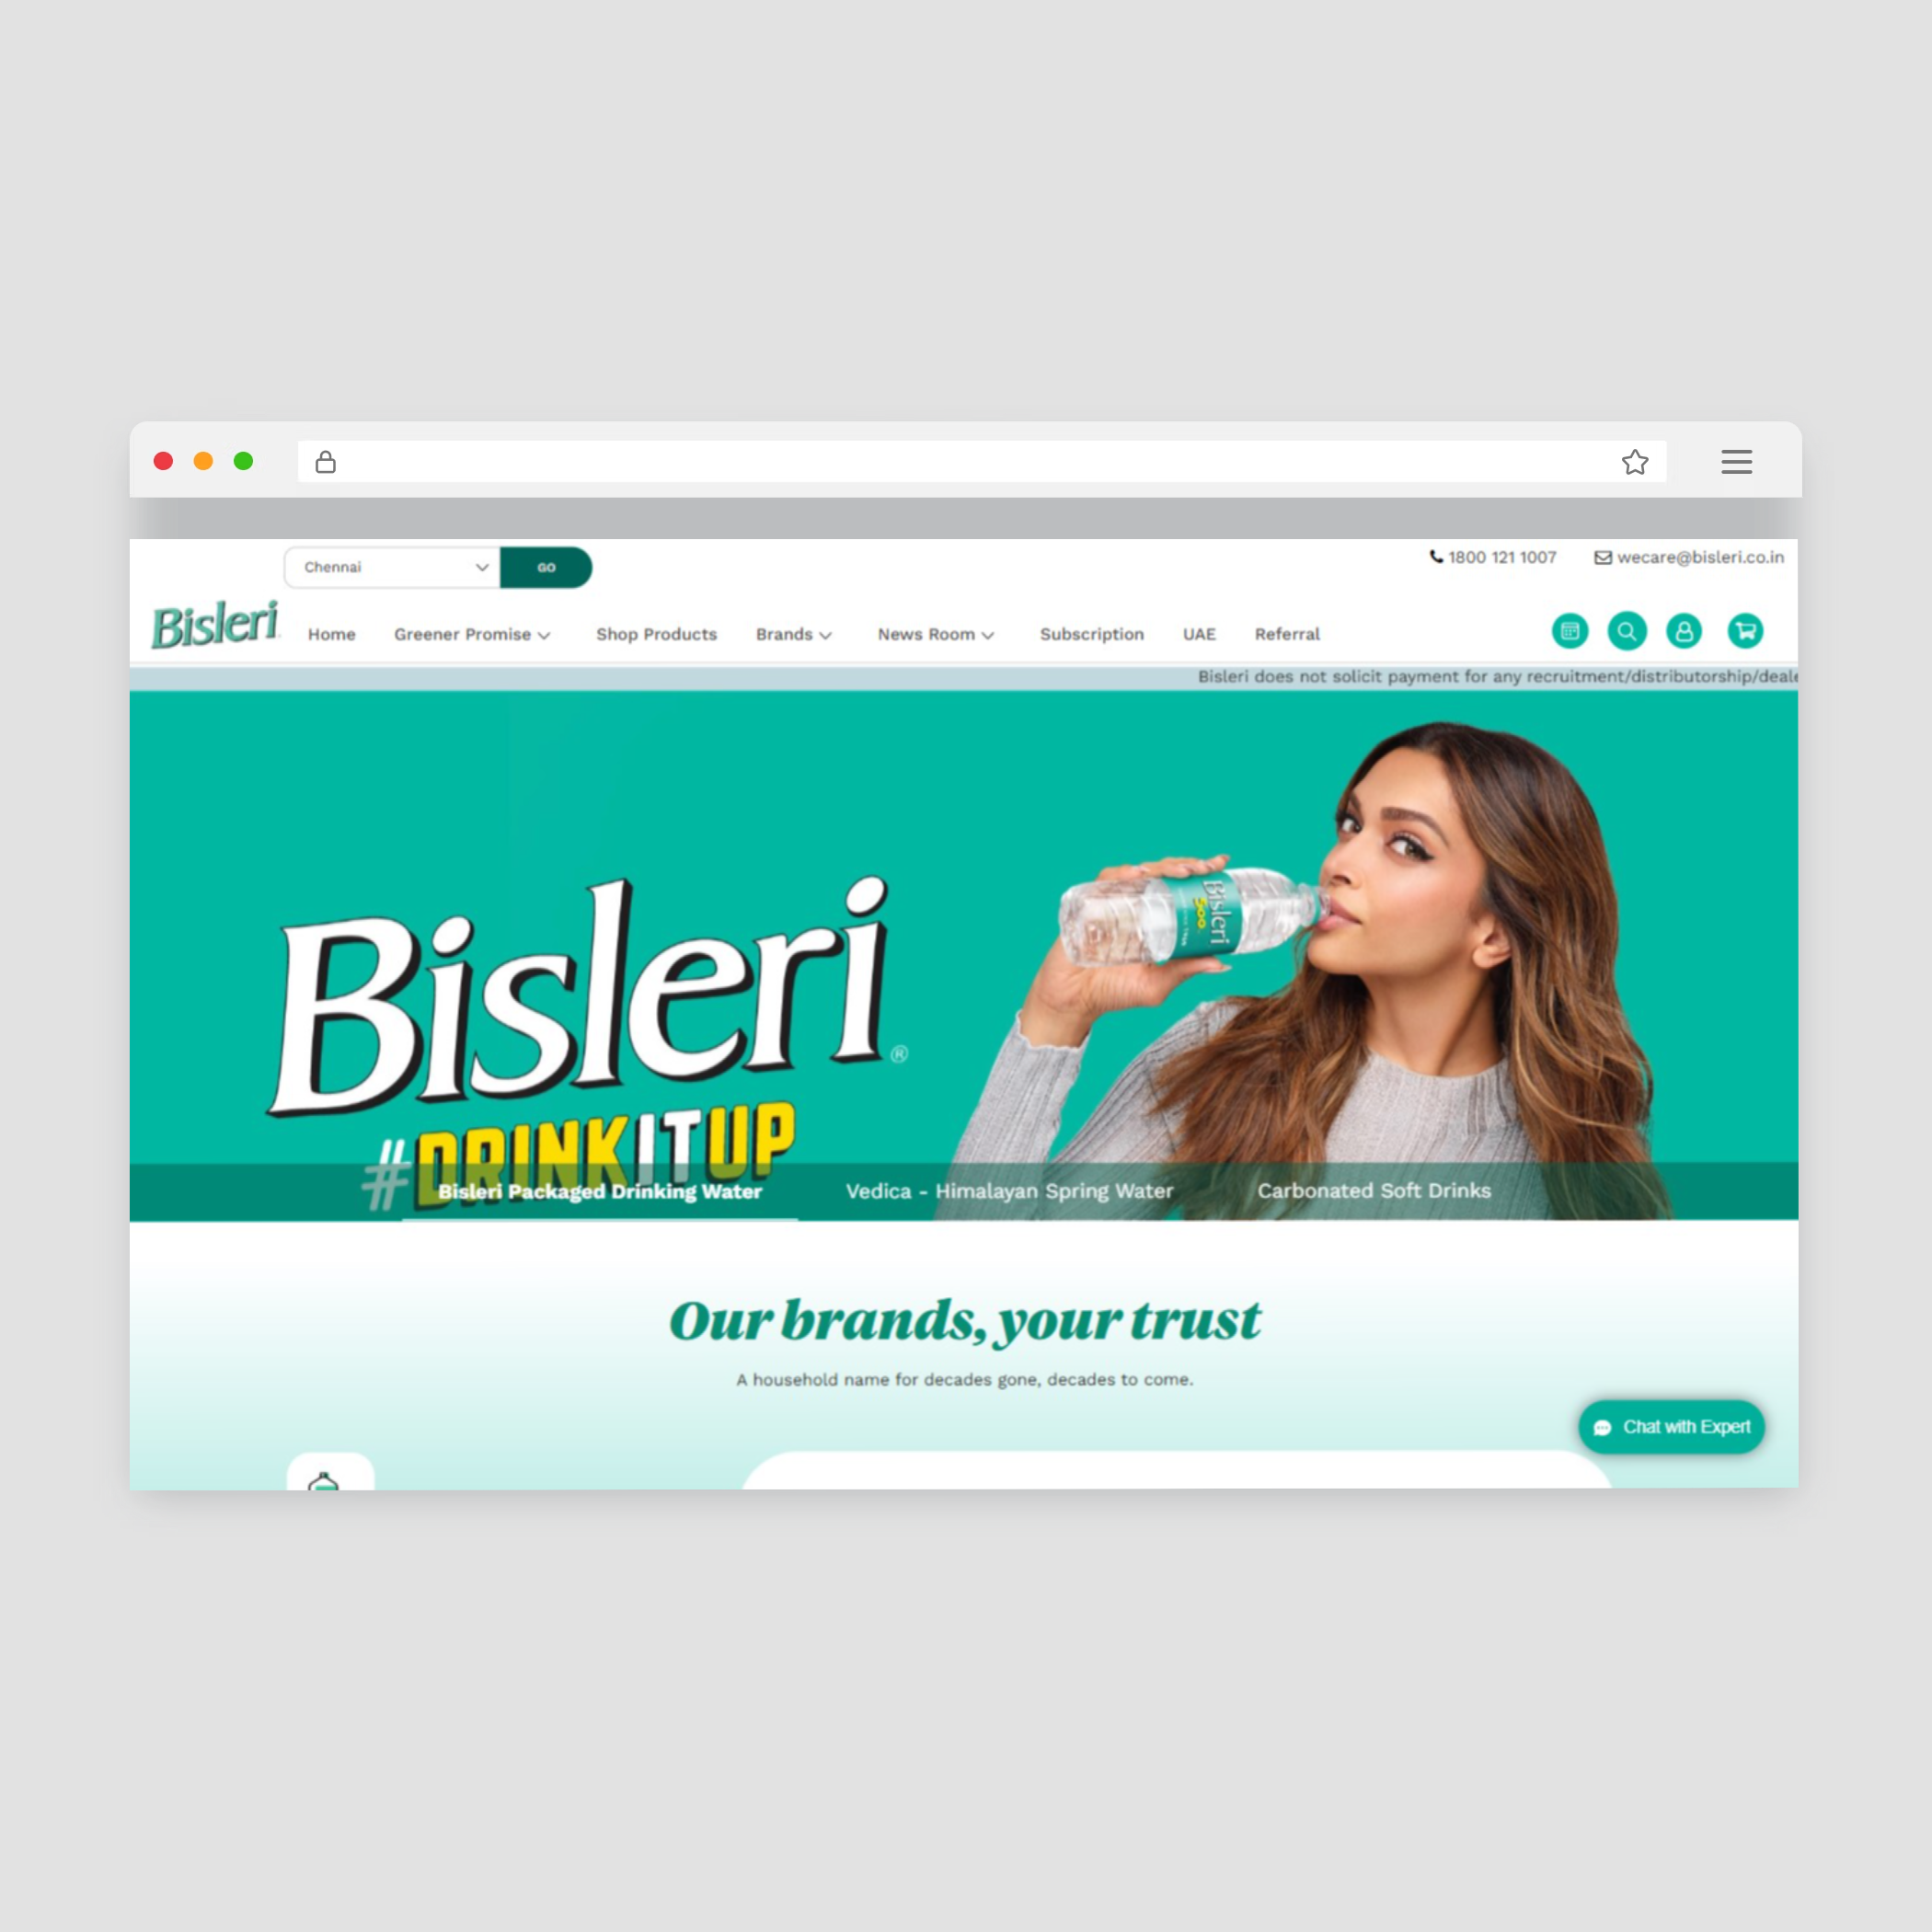 Chennai
GO
1800 121 1007
wecare@bisleri.co.in
Bisleri
Home
Greener Promise
Shop Products
Brands
News Room
Subscription
UAE
Referral
Bisleri does not solicit payment for any recruitment/distributorship/deale
Bisleri
500
Bisleri®
#DRINKITUP
Bisleri Packaged Drinking Water
Vedica - Himalayan Spring Water
Carbonated Soft Drinks
Our brands, your trust
A household name for decades gone, decades to come.
Chat with Expert